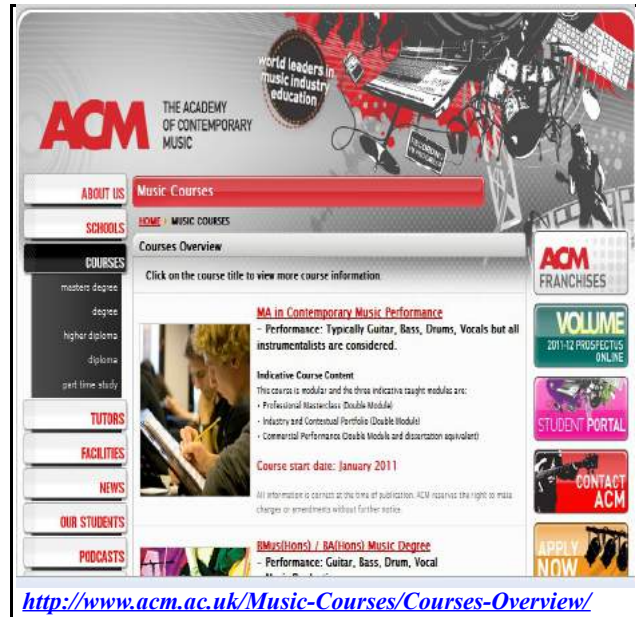 world leaders in
music industry
education
ACM
THE ACADEMY
OF CONTEMPORARY
MUSIC
RECORDING
IN PROGRESS
ABOUT US
SCHOOLS
COURSES
masters degree
degree
higher diploma
diploma
part time study
TUTORS
FACILITIES
NEWS
OUR STUDENTS
PODCASTS
Music Courses
HOME › MUSIC COURSES
Courses Overview
Click on the course title to view more course information.
MA in Contemporary Music Performance
- Performance: Typically Guitar, Bass, Drums, Vocals but all
instrumentalists are considered.
Indicative Course Content
This course is modular and the three indicative taught modules are:
• Professional Masterclass (Double Module)
• Industry and Contextual Portfolio (Double Module)
• Commercial Performance (Double Module and dissertation equivalent)
Course start date: January 2011
All information is correct at the time of publication. ACM reserves the right to make
changes or amendments without further notice.
BMus(Hons) / BA(Hons) Music Degree
- Performance: Guitar, Bass, Drum, Vocal
ACM
FRANCHISES
VOLUME
2011-12 PROSPECTUS
ONLINE
STUDENT PORTAL
CONTACT
ACM
APPLY
NOW
http://www.acm.ac.uk/Music-Courses/Courses-Overview/